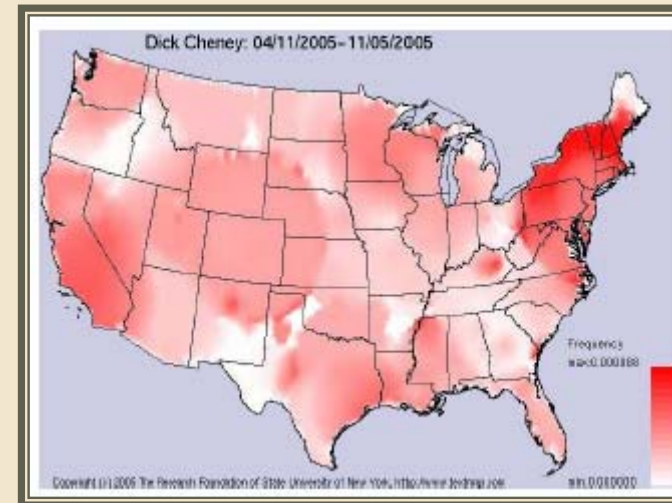 Dick Cheney: 04/11/2005-11/05/2005
Frequency
max:0.000088
Copyright (c) 2005 The Research Foundation of State University of New York, http://www.textmap.com
min:0.000000